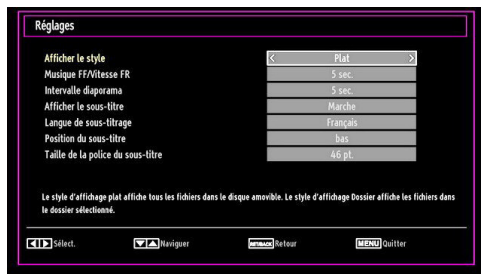 Réglages
Afficher le style < Plat >
Musique FF/Vitesse FR 5 sec.
Intervalle diaporama 5 sec.
Afficher le sous-titre Marche
Langue de sous-titrage Français
Position du sous-titre bas
Taille de la police du sous-titre 46 pt.
Le style d'affichage plat affiche tous les fichiers dans le disque amovible. Le style d'affichage Dossier affiche les fichiers dans
le dossier sélectionné.
Sélect. Naviguer RET/BACK Retour MENU Quitter